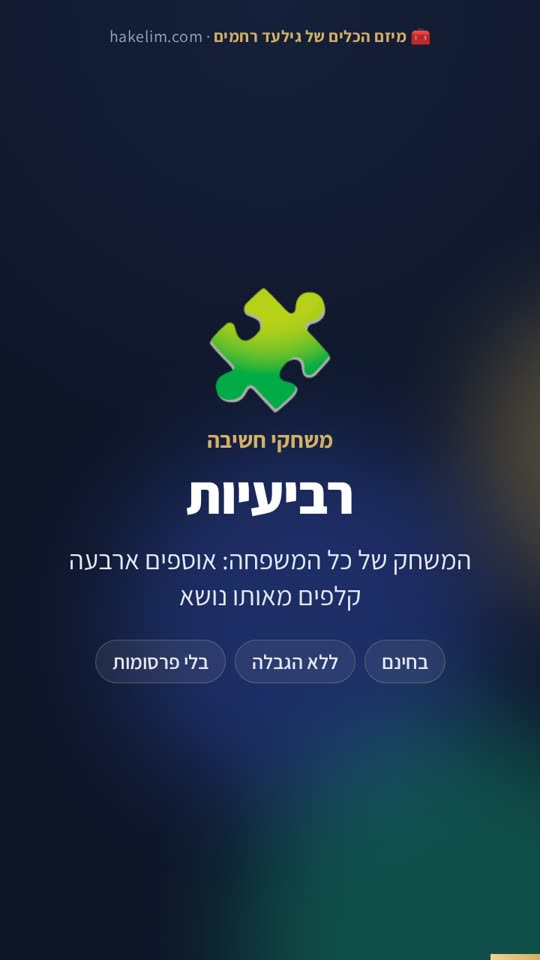 🧰 מיזם הכלים של גילעד רחמים · hakelim.com
משחקי חשיבה
רביעיות
המשחק של כל המשפחה: אוספים ארבעה
קלפים מאותו נושא
בחינם
ללא הגבלה
בלי פרסומות